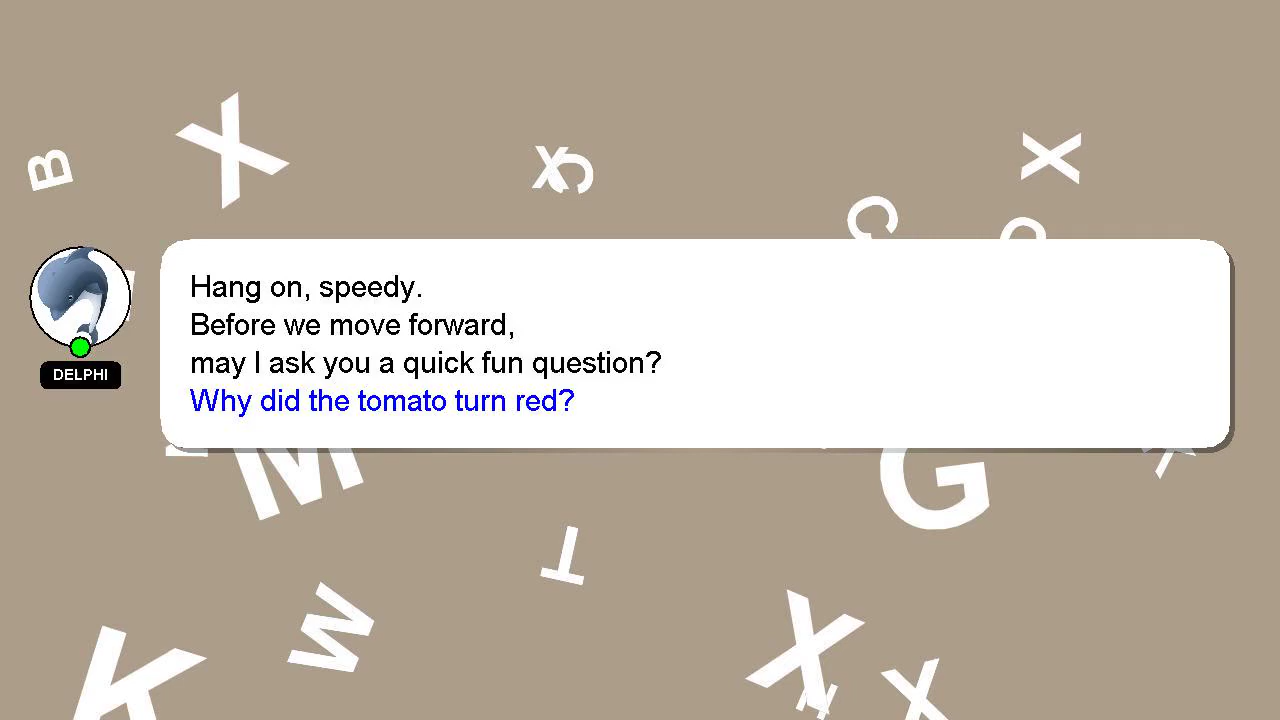 B
X
X
G
X
C
O
Hang on, speedy.
Before we move forward,
may I ask you a quick fun question?
Why did the tomato turn red?
DELPHI
M
G
T
W
X
K
X